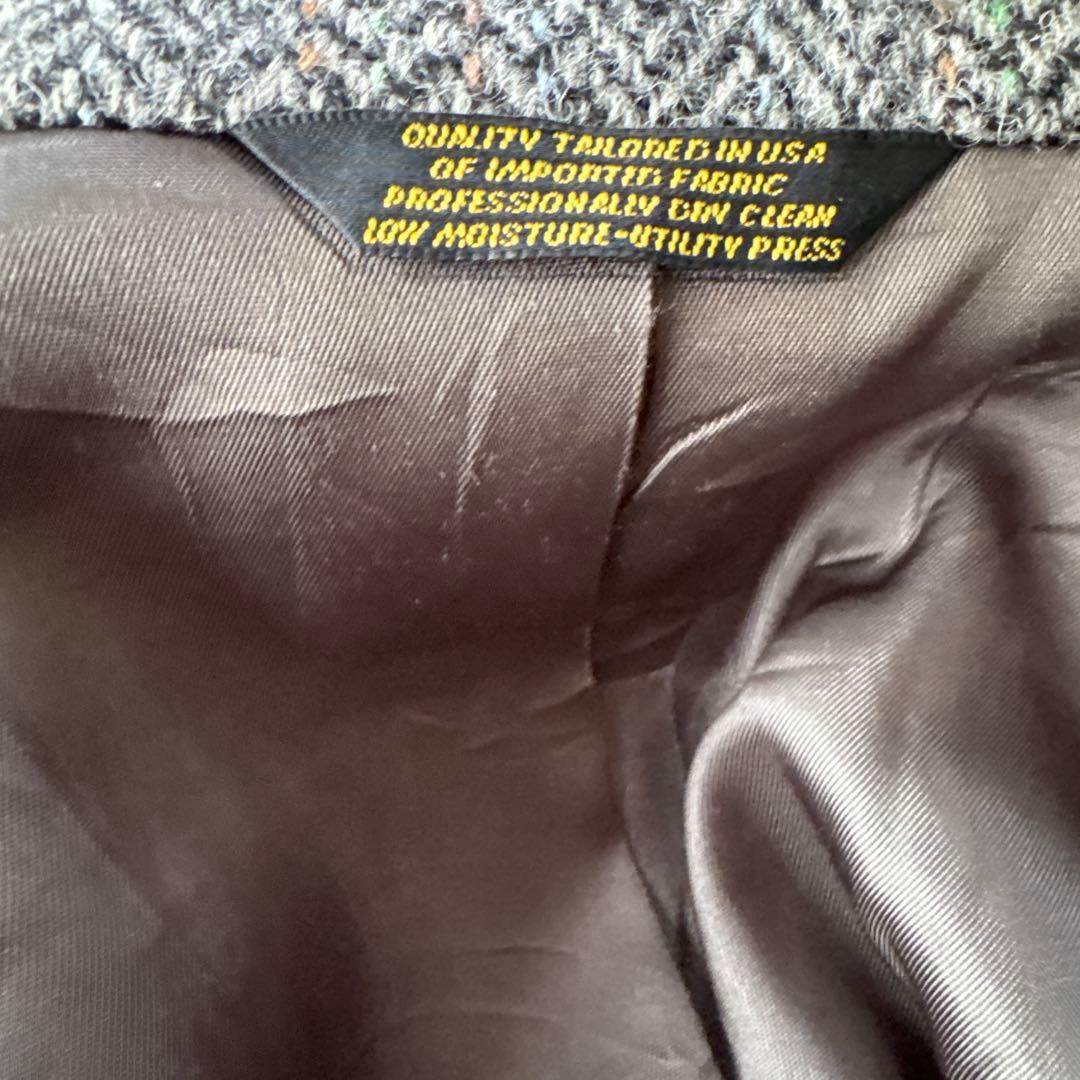 QUALITY TAILORED IN USA
OF IMPORTED FABRIC
PROFESSIONALLY DRY CLEAN
LOW MOISTURE-UTILITY PRESS